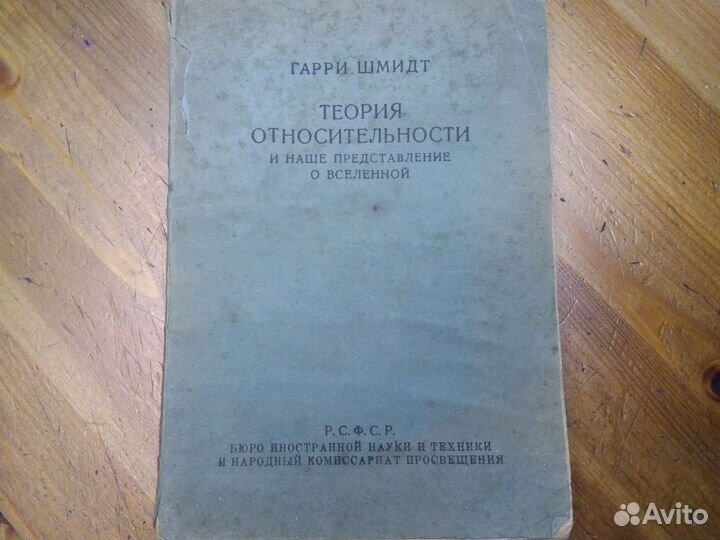 ГАРРИ ШМИДТ
ТЕОРИЯ
ОТНОСИТЕЛЬНОСТИ
И НАШЕ ПРЕДСТАВЛЕНИЕ
О ВСЕЛЕННОЙ
Р. С. Ф. С. Р.
БЮРО ИНОСТРАННОЙ НАУКИ И ТЕХНИКИ
И НАРОДНЫЙ КОМИССАРИАТ ПРОСВЕЩЕНИЯ
Avito